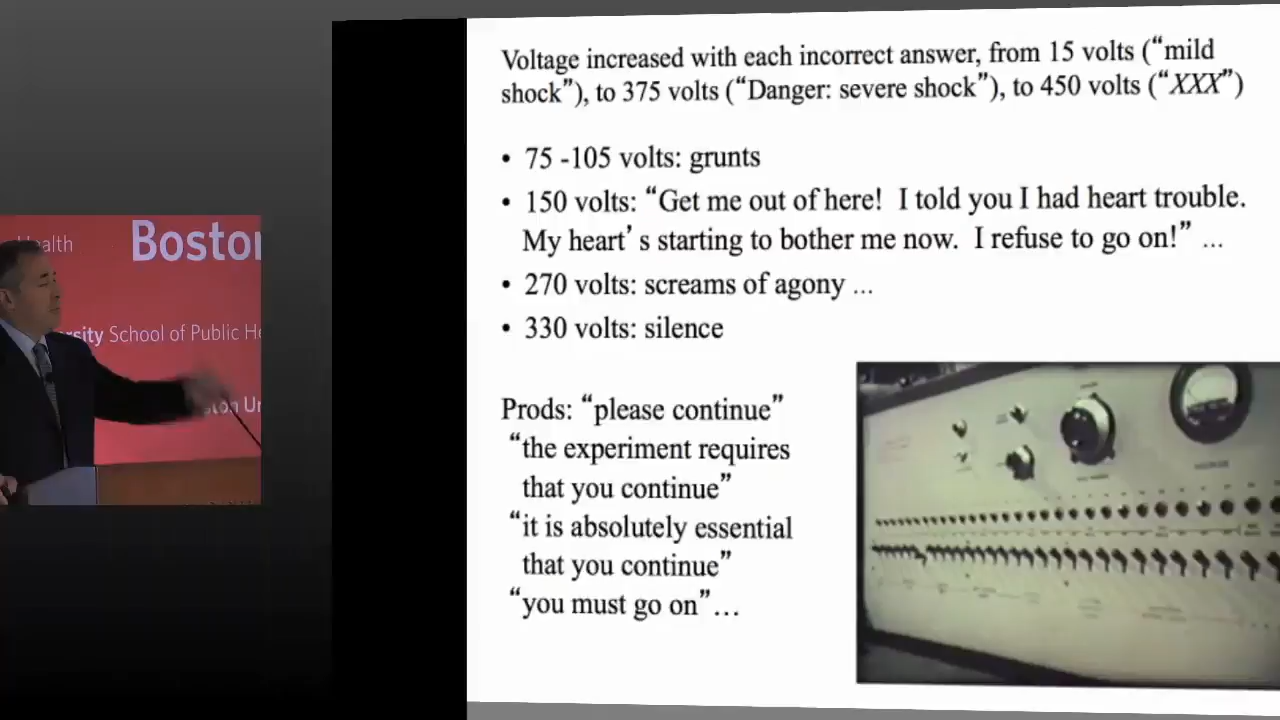 Voltage increased with each incorrect answer, from 15 volts (“mild
shock”), to 375 volts (“Danger: severe shock”), to 450 volts (“XXX”)
• 75 -105 volts: grunts
• 150 volts: “Get me out of here!  I told you I had heart trouble.
My heart’s starting to bother me now.  I refuse to go on!” ...
• 270 volts: screams of agony ...
• 330 volts: silence
Prods: “please continue”
“the experiment requires
that you continue”
“it is absolutely essential
that you continue”
“you must go on”...
Health
Boston
rsity School of Public He
ston Un